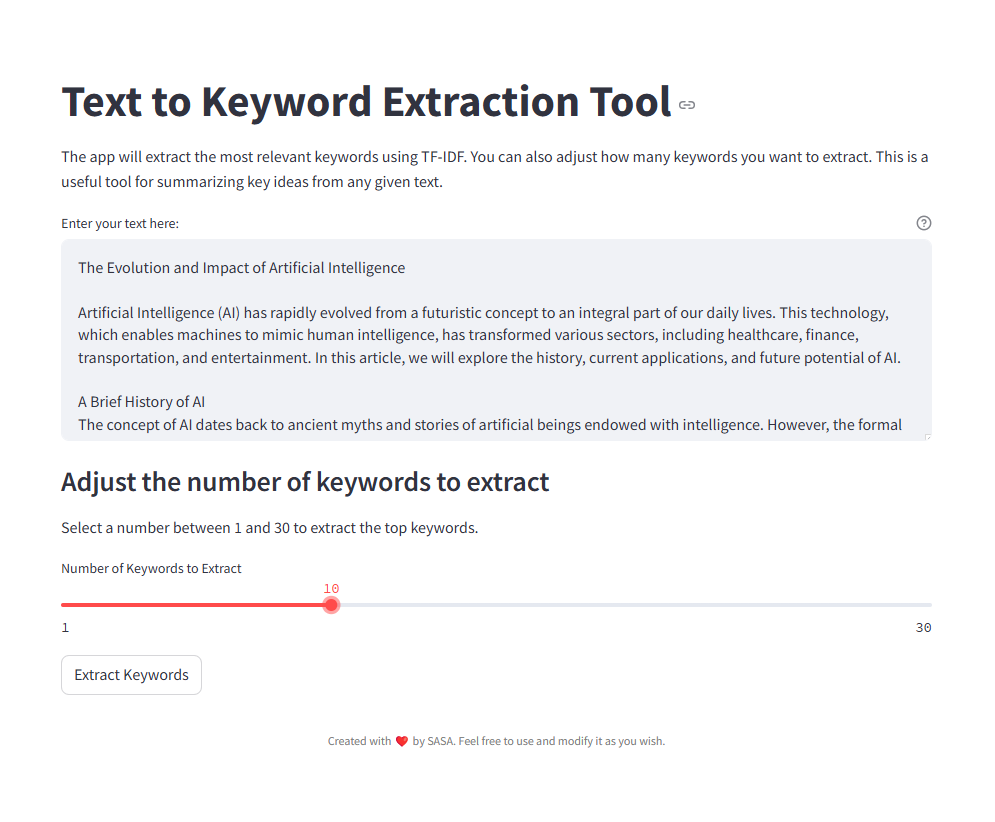 Text to Keyword Extraction Tool
The app will extract the most relevant keywords using TF-IDF. You can also adjust how many keywords you want to extract. This is a
useful tool for summarizing key ideas from any given text.
Enter your text here:
The Evolution and Impact of Artificial Intelligence
Artificial Intelligence (AI) has rapidly evolved from a futuristic concept to an integral part of our daily lives. This technology,
which enables machines to mimic human intelligence, has transformed various sectors, including healthcare, finance,
transportation, and entertainment. In this article, we will explore the history, current applications, and future potential of AI.
A Brief History of AI
The concept of AI dates back to ancient myths and stories of artificial beings endowed with intelligence. However, the formal
Adjust the number of keywords to extract
Select a number between 1 and 30 to extract the top keywords.
Number of Keywords to Extract
10
1 30
Extract Keywords
Created with ❤️ by SASA. Feel free to use and modify it as you wish.